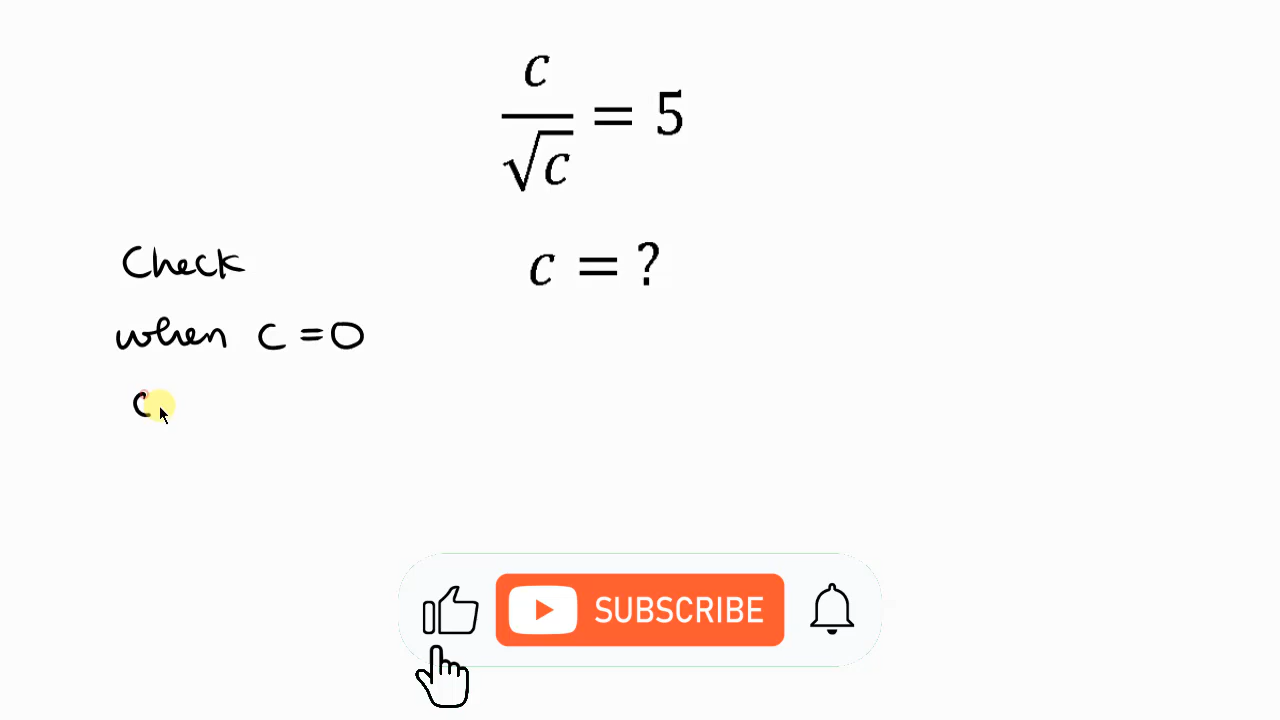 c
/
√c
= 5
c = ?
Check
when c = 0
c
SUBSCRIBE